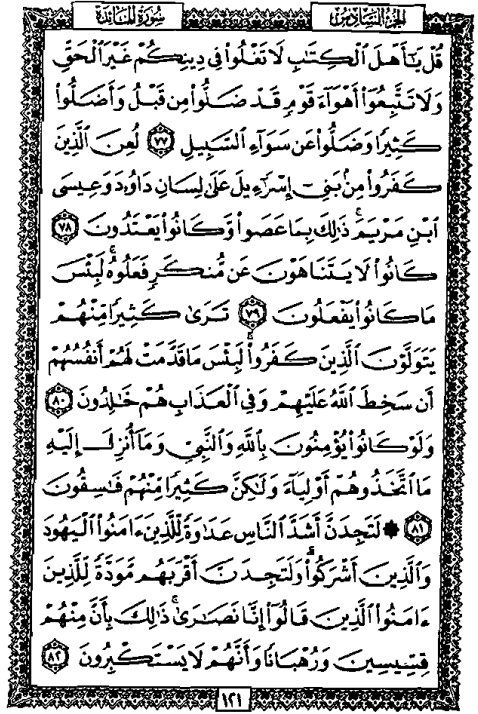 الجزء السادس
سورة المائدة
قُلْ يَٰٓأَهْلَ ٱلْكِتَٰبِ لَا تَغْلُوا۟ فِى دِينِكُمْ غَيْرَ ٱلْحَقِّ
وَلَا تَتَّبِعُوٓا۟ أَهْوَآءَ قَوْمٍ قَدْ ضَلُّوا۟ مِن قَبْلُ وَأَضَلُّوا۟
كَثِيرًا وَضَلُّوا۟ عَن سَوَآءِ ٱلسَّبِيلِ ٧٧ لُعِنَ ٱلَّذِينَ
كَفَرُوا۟ مِنۢ بَنِىٓ إِسْرَٰٓءِيلَ عَلَىٰ لِسَانِ دَاوُۥدَ وَعِيسَى
ٱبْنِ مَرْيَمَ ۚ ذَٰلِكَ بِمَا عَصَوا۟ وَّكَانُوا۟ يَعْتَدُونَ ٧٨
كَانُوا۟ لَا يَتَنَاهَوْنَ عَن مُّنكَرٍ فَعَلُوهُ ۚ لَبِئْسَ
مَا كَانُوا۟ يَفْعَلُونَ ٧٩ تَرَىٰ كَثِيرًا مِّنْهُمْ
يَتَوَلَّوْنَ ٱلَّذِينَ كَفَرُوا۟ ۚ لَبِئْسَ مَا قَدَّمَتْ لَهُمْ أَنفُسُهُمْ
أَن سَخِطَ ٱللَّهُ عَلَيْهِمْ وَفِى ٱلْعَذَابِ هُمْ خَٰلِدُونَ ٨٠
وَلَوْ كَانُوا۟ يُؤْمِنُونَ بِٱللَّهِ وَٱلنَّبِىِّ وَمَآ أُنزِلَ إِلَيْهِ
مَا ٱتَّخَذُوهُمْ أَوْلِيَآءَ وَلَٰكِنَّ كَثِيرًا مِّنْهُمْ فَٰسِقُونَ
٨١ ۞ لَتَجِدَنَّ أَشَدَّ ٱلنَّاسِ عَدَٰوَةً لِّلَّذِينَ ءَامَنُوا۟ ٱلْيَهُودَ
وَٱلَّذِينَ أَشْرَكُوا۟ ۖ وَلَتَجِدَنَّ أَقْرَبَهُم مَّوَدَّةً لِّلَّذِينَ
ءَامَنُوا۟ ٱلَّذِينَ قَالُوٓا۟ إِنَّا نَصَٰرَىٰ ۚ ذَٰلِكَ بِأَنَّ مِنْهُمْ
قِسِّيسِينَ وَرُهْبَانًا وَأَنَّهُمْ لَا يَسْتَكْبِرُونَ ٨٢
١٢١